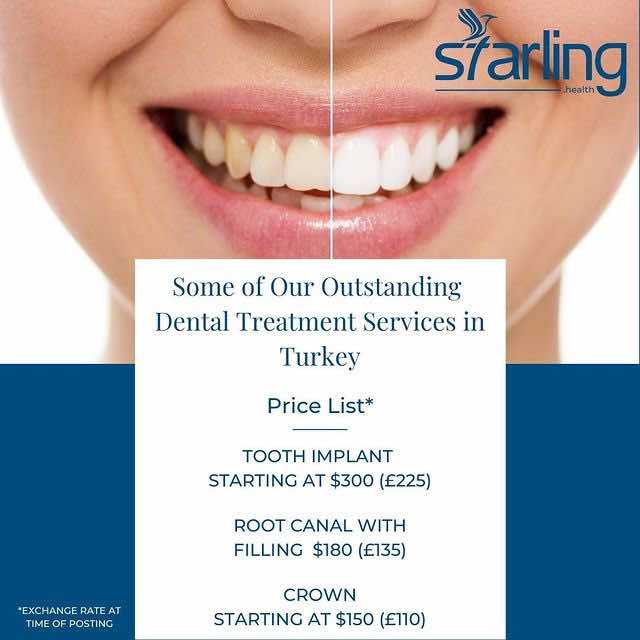 starling
.health
Some of Our Outstanding
Dental Treatment Services in
Turkey
Price List*
TOOTH IMPLANT
STARTING AT $300 (£225)
ROOT CANAL WITH
FILLING $180 (£135)
CROWN
STARTING AT $150 (£110)
*EXCHANGE RATE AT
TIME OF POSTING